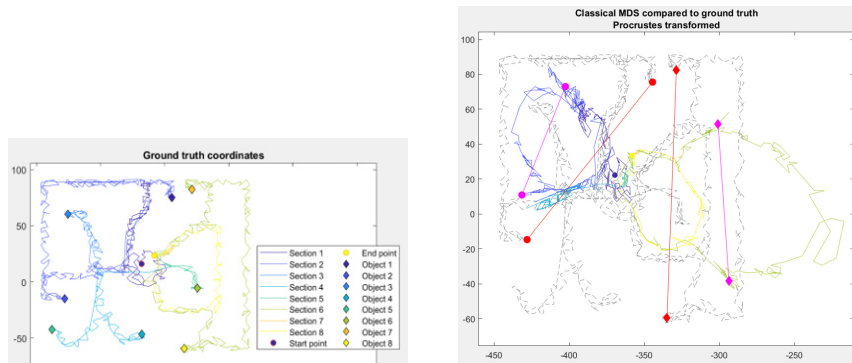 Ground truth coordinates
100
50
0
-50
Section 1
Section 2
Section 3
Section 4
Section 5
Section 6
Section 7
Section 8
Start point
End point
Object 1
Object 2
Object 3
Object 4
Object 5
Object 6
Object 7
Object 8
Classical MDS compared to ground truth
Procrustes transformed
100
80
60
40
20
0
-20
-40
-60
-450
-400
-350
-300
-250